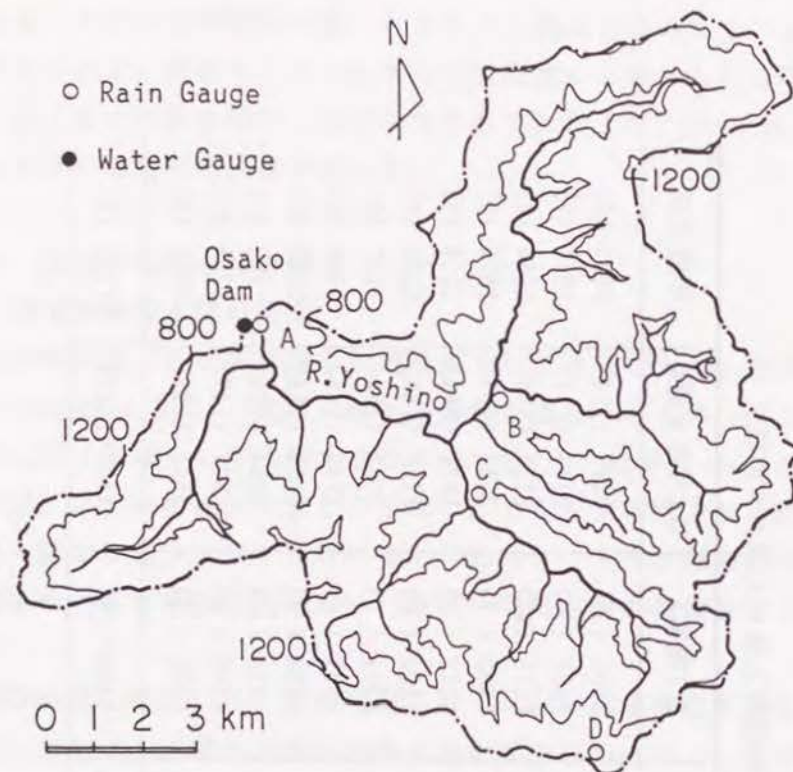 N
○ Rain Gauge
● Water Gauge
1200
Osako
Dam
800
800
A
R.Yoshino
B
1200
C
1200
0 1 2 3 km
D